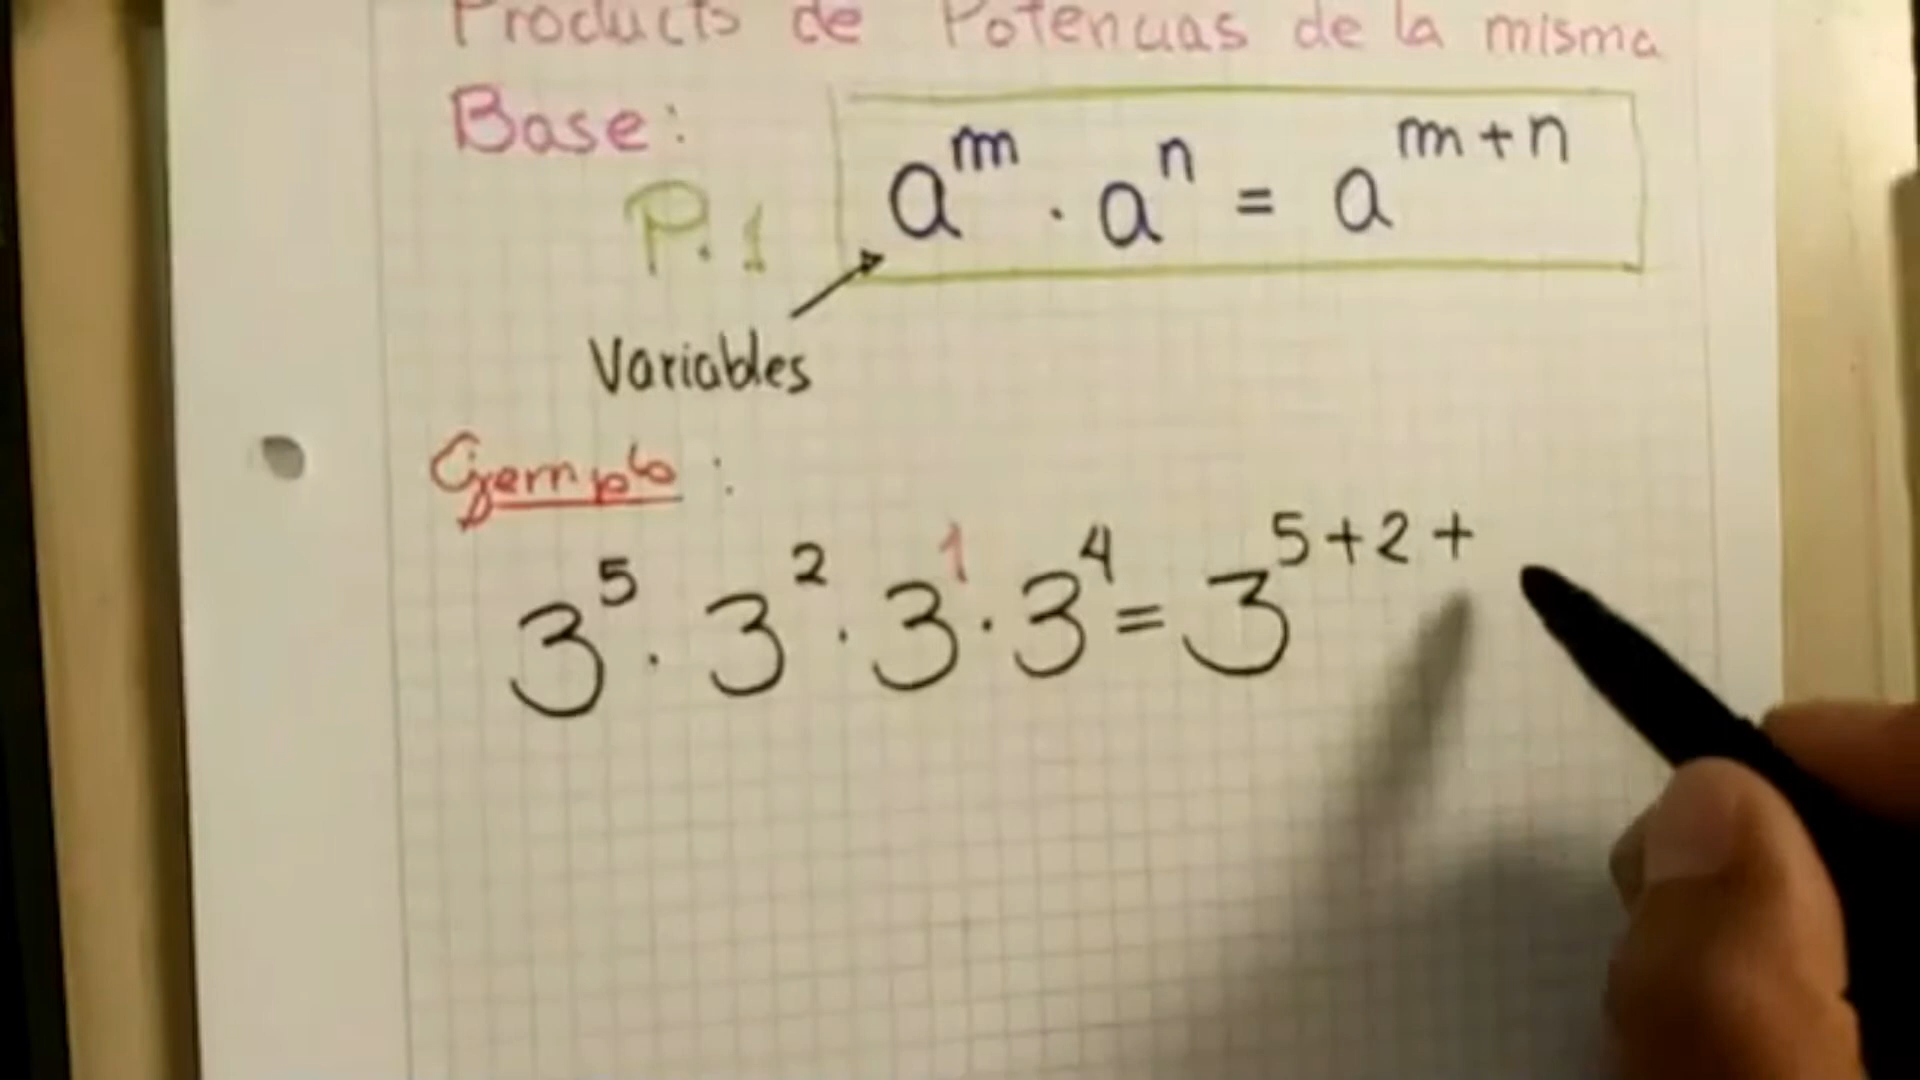 Producto de Potencias de la misma
Base:
P.1 a^m · a^n = a^{m+n}
Variables
Ejemplo:
3^5 · 3^2 · 3^1 · 3^4 = 3^{5+2+}